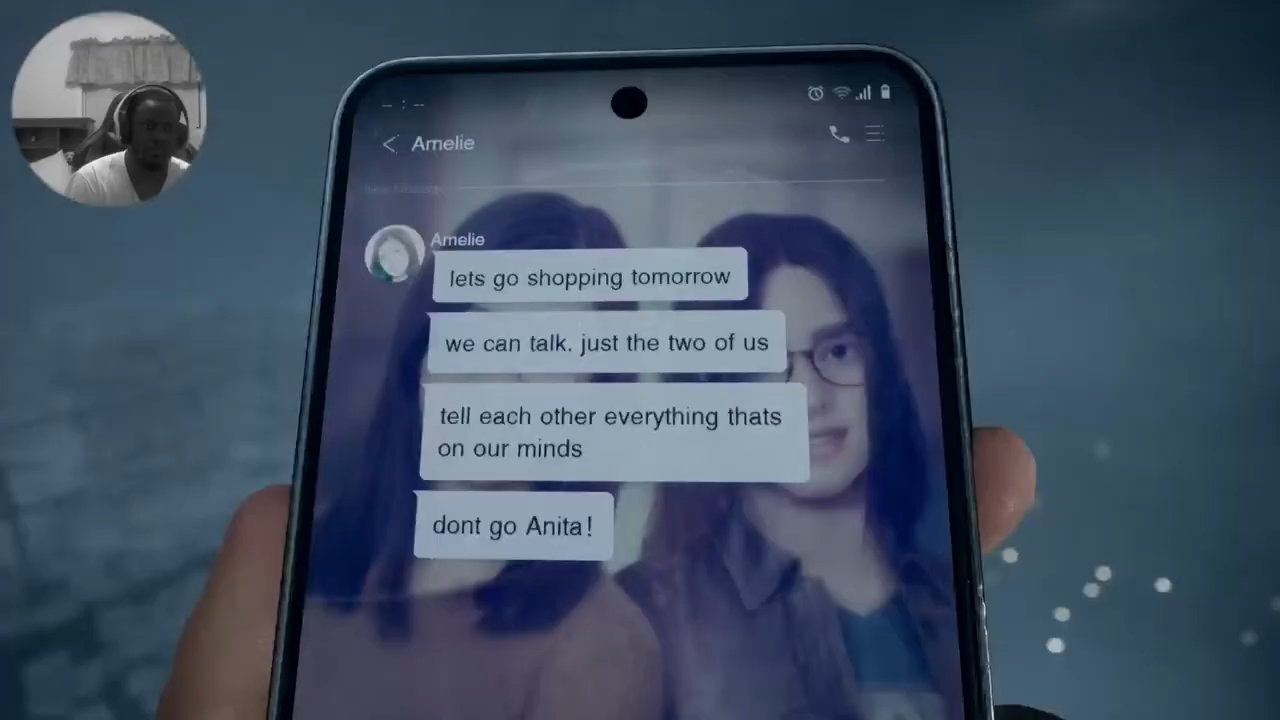 -- : --
Amelie
Amelie
lets go shopping tomorrow
we can talk. just the two of us
tell each other everything thats
on our minds
dont go Anita!